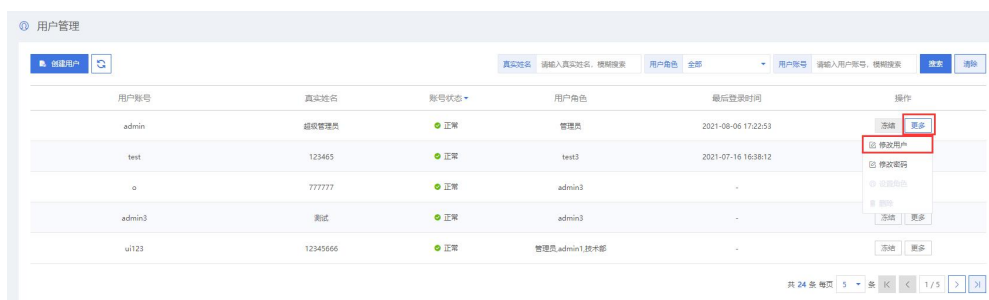 用户管理
创建用户
真实姓名 请输入真实姓名，模糊搜索 用户角色 全部 用户账号 请输入用户账号，模糊搜索 搜索 清除
用户账号 真实姓名 账号状态 用户角色 最后登录时间 操作
admin 超级管理员 正常 管理员 2021-08-06 17:22:53 冻结 更多
修改用户
test 123465 正常 test3 2021-07-16 16:38:12
修改密码
o 777777 正常 admin3 -
删除
admin3 测试 正常 admin3 - 冻结 更多
ui123 12345666 正常 管理员,admin1,技术部 - 冻结 更多
共 24 条 每页 5 条 1 / 5